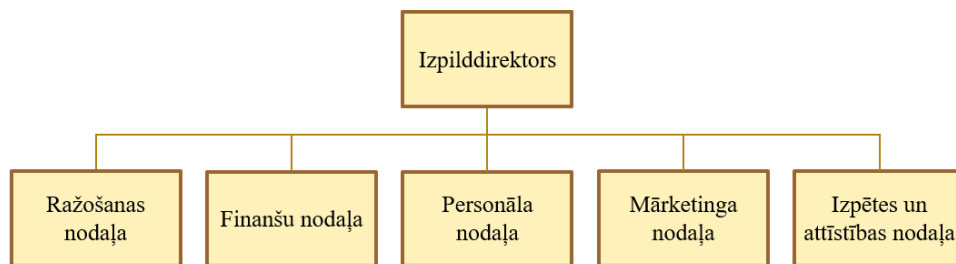 Izpilddirektors
Ražošanas
nodaļa
Finanšu nodaļa
Personāla
nodaļa
Mārketinga
nodaļa
Izpētes un
attīstības nodaļa